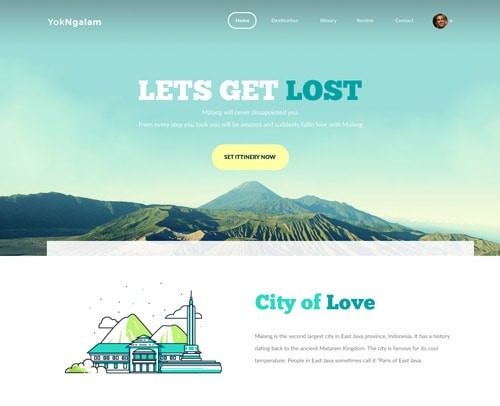 YokNgalam
Home Destination Itinary Review Contact
LETS GET LOST
Malang will never disapointed you.
From every step you took you will be amazed and suddenly fallin love with Malang
SET ITTINERY NOW
City of Love
Malang is the second largest city in East Java province, Indonesia. It has a history
dating back to the ancient Mataram Kingdom. The city is famous for its cool
temperature. People in East Java sometimes call it "Paris of East Java.